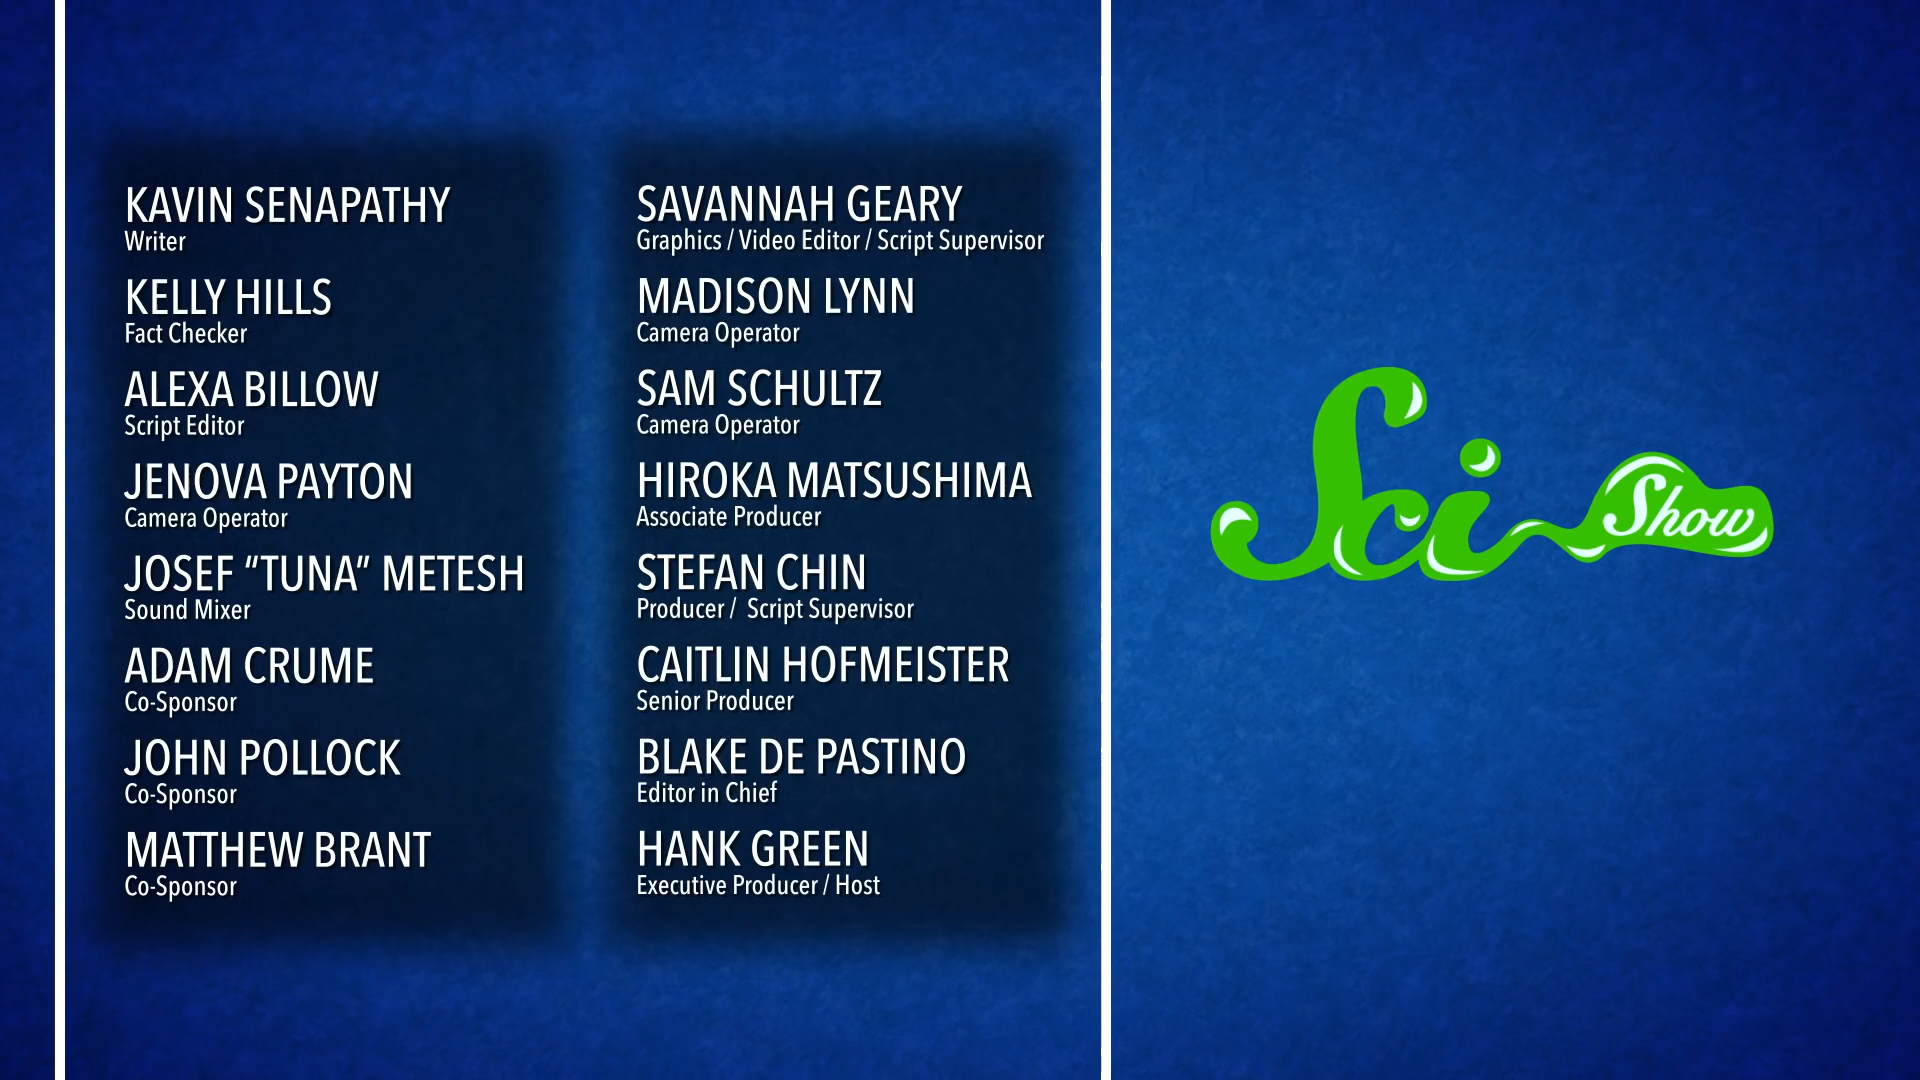 KAVIN SENAPATHY
Writer
KELLY HILLS
Fact Checker
ALEXA BILLOW
Script Editor
JENOVA PAYTON
Camera Operator
JOSEF “TUNA” METESH
Sound Mixer
ADAM CRUME
Co-Sponsor
JOHN POLLOCK
Co-Sponsor
MATTHEW BRANT
Co-Sponsor
SAVANNAH GEARY
Graphics / Video Editor / Script Supervisor
MADISON LYNN
Camera Operator
SAM SCHULTZ
Camera Operator
HIROKA MATSUSHIMA
Associate Producer
STEFAN CHIN
Producer /  Script Supervisor
CAITLIN HOFMEISTER
Senior Producer
BLAKE DE PASTINO
Editor in Chief
HANK GREEN
Executive Producer / Host
Sci Show